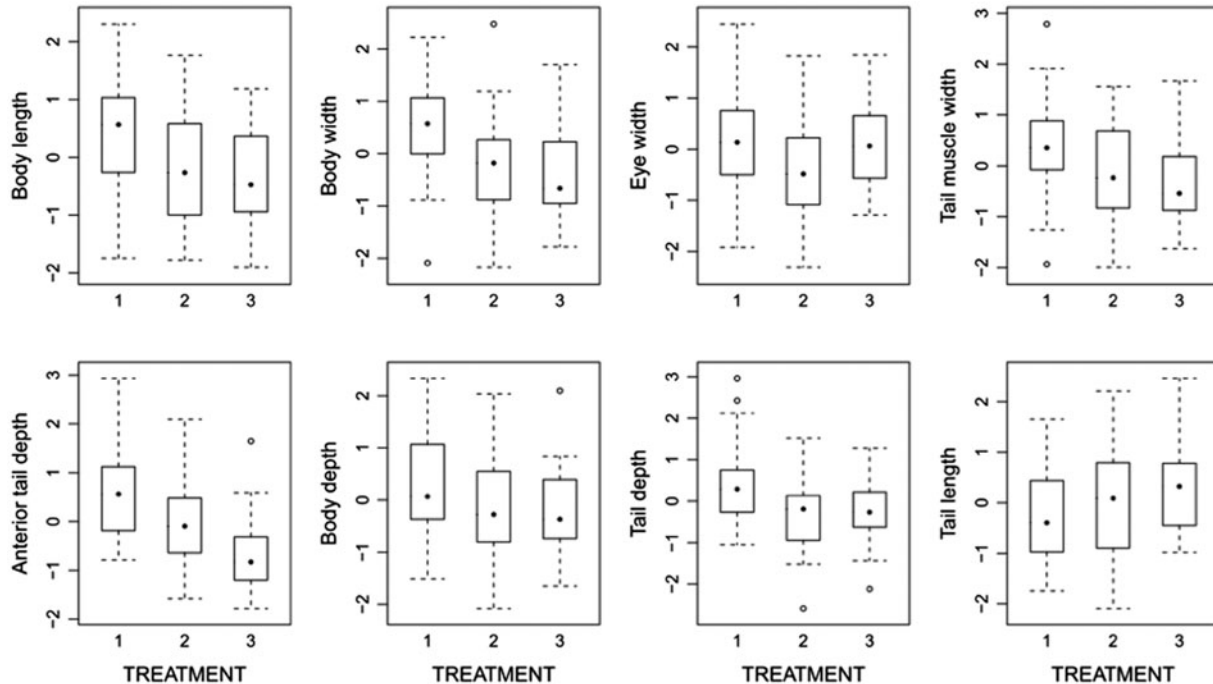 Body length
2
1
0
−1
−2
1 2 3
Body width
2
1
0
−1
−2
1 2 3
Eye width
2
1
0
−1
−2
1 2 3
Tail muscle width
3
2
1
0
−1
−2
1 2 3
Anterior tail depth
3
2
1
0
−1
−2
1 2 3
TREATMENT
Body depth
2
1
0
−1
−2
1 2 3
TREATMENT
Tail depth
3
2
1
0
−1
−2
1 2 3
TREATMENT
Tail length
2
1
0
−1
−2
1 2 3
TREATMENT